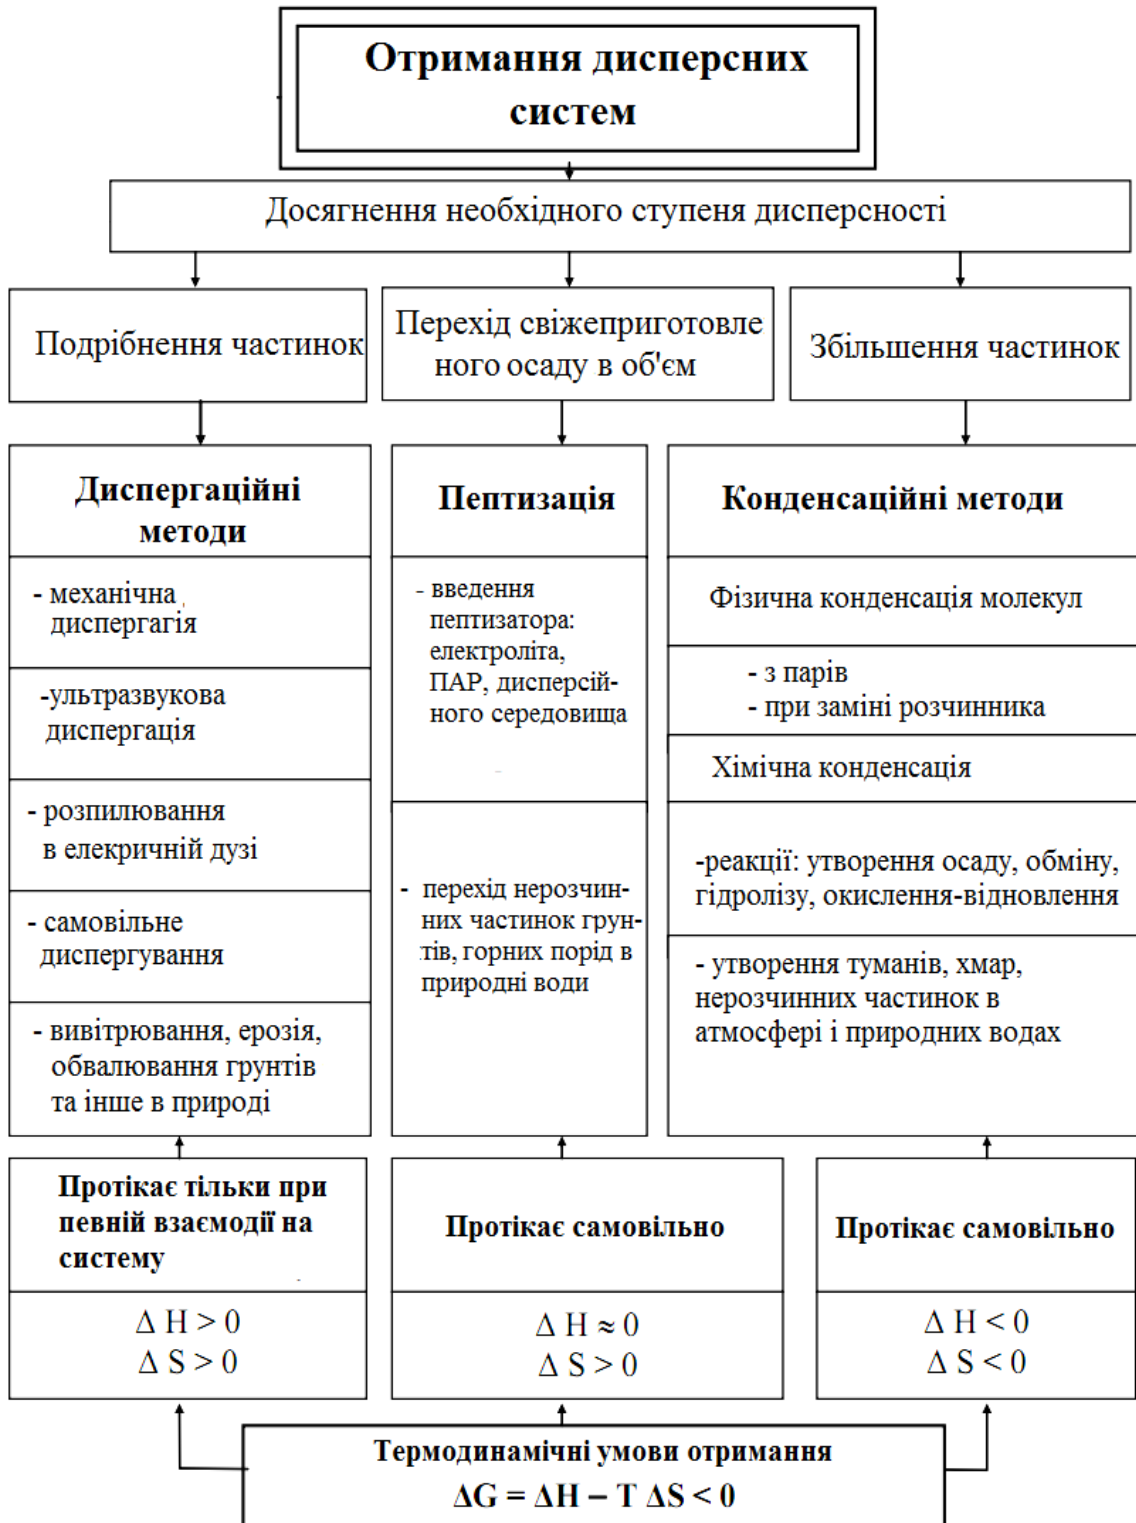 Отримання дисперсних
систем
Досягнення необхідного ступеня дисперсності
Подрібнення частинок
Перехід свіжеприготовле
ного осаду в об'єм
Збільшення частинок
Диспергаційні
методи
- механічна
диспергагія
-ультразвукова
диспергація
- розпилювання
в елекричній дузі
- самовільне
диспергування
- вивітрювання, ерозія,
обвалювання грунтів
та інше в природі
Пептизація
- введення
пептизатора:
електроліта,
ПАР, дисперсій-
ного середовища
- перехід нерозчин-
них частинок грун-
тів, горних порід в
природні води
Конденсаційні методи
Фізична конденсація молекул
- з парів
- при заміні розчинника
Хімічна конденсація
-реакції: утворення осаду, обміну,
гідролізу, окислення-відновлення
- утворення туманів, хмар,
нерозчинних частинок в
атмосфері і природних водах
Протікає тільки при
певній взаємодії на
систему
Δ H > 0
Δ S > 0
Протікає самовільно
Δ H ≈ 0
Δ S > 0
Протікає самовільно
Δ H < 0
Δ S < 0
Термодинамічні умови отримання
ΔG = ΔH – T ΔS < 0